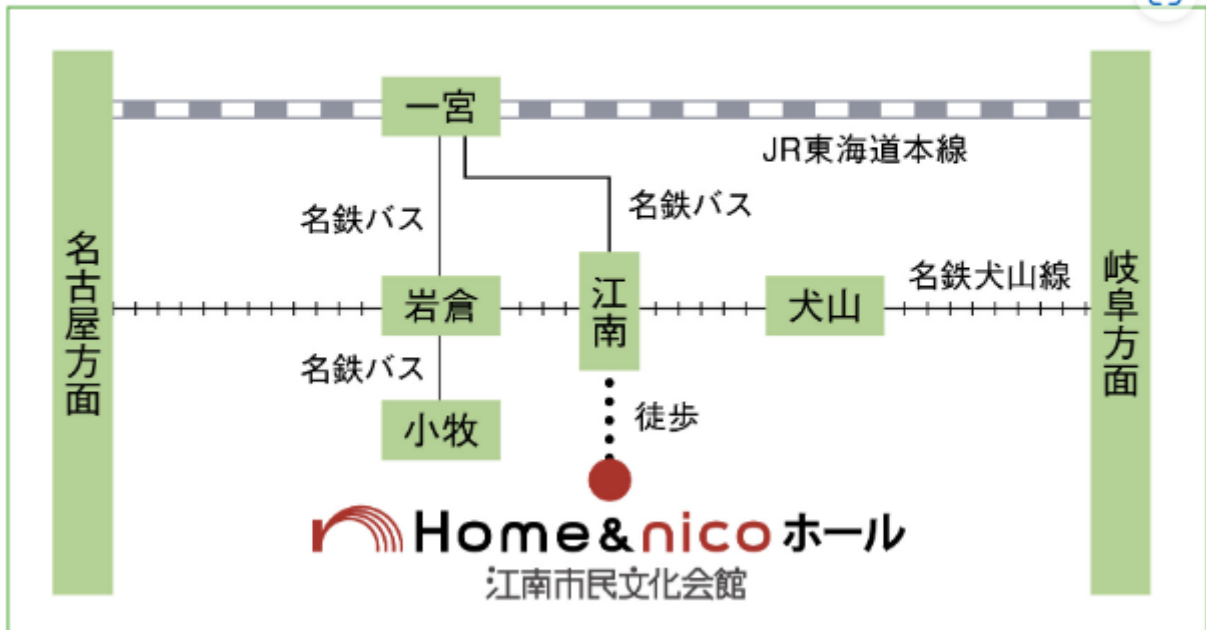 一宮
JR東海道本線
名鉄バス
名鉄バス
名古屋方面
岩倉
江南
犬山
名鉄犬山線
岐阜方面
名鉄バス
小牧
徒歩
Home&nicoホール
江南市民文化会館